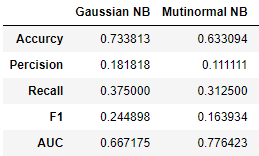 Gaussian NB Mutinormal NB
Accurcy 0.733813 0.633094
Percision 0.181818 0.111111
Recall 0.375000 0.312500
F1 0.244898 0.163934
AUC 0.667175 0.776423